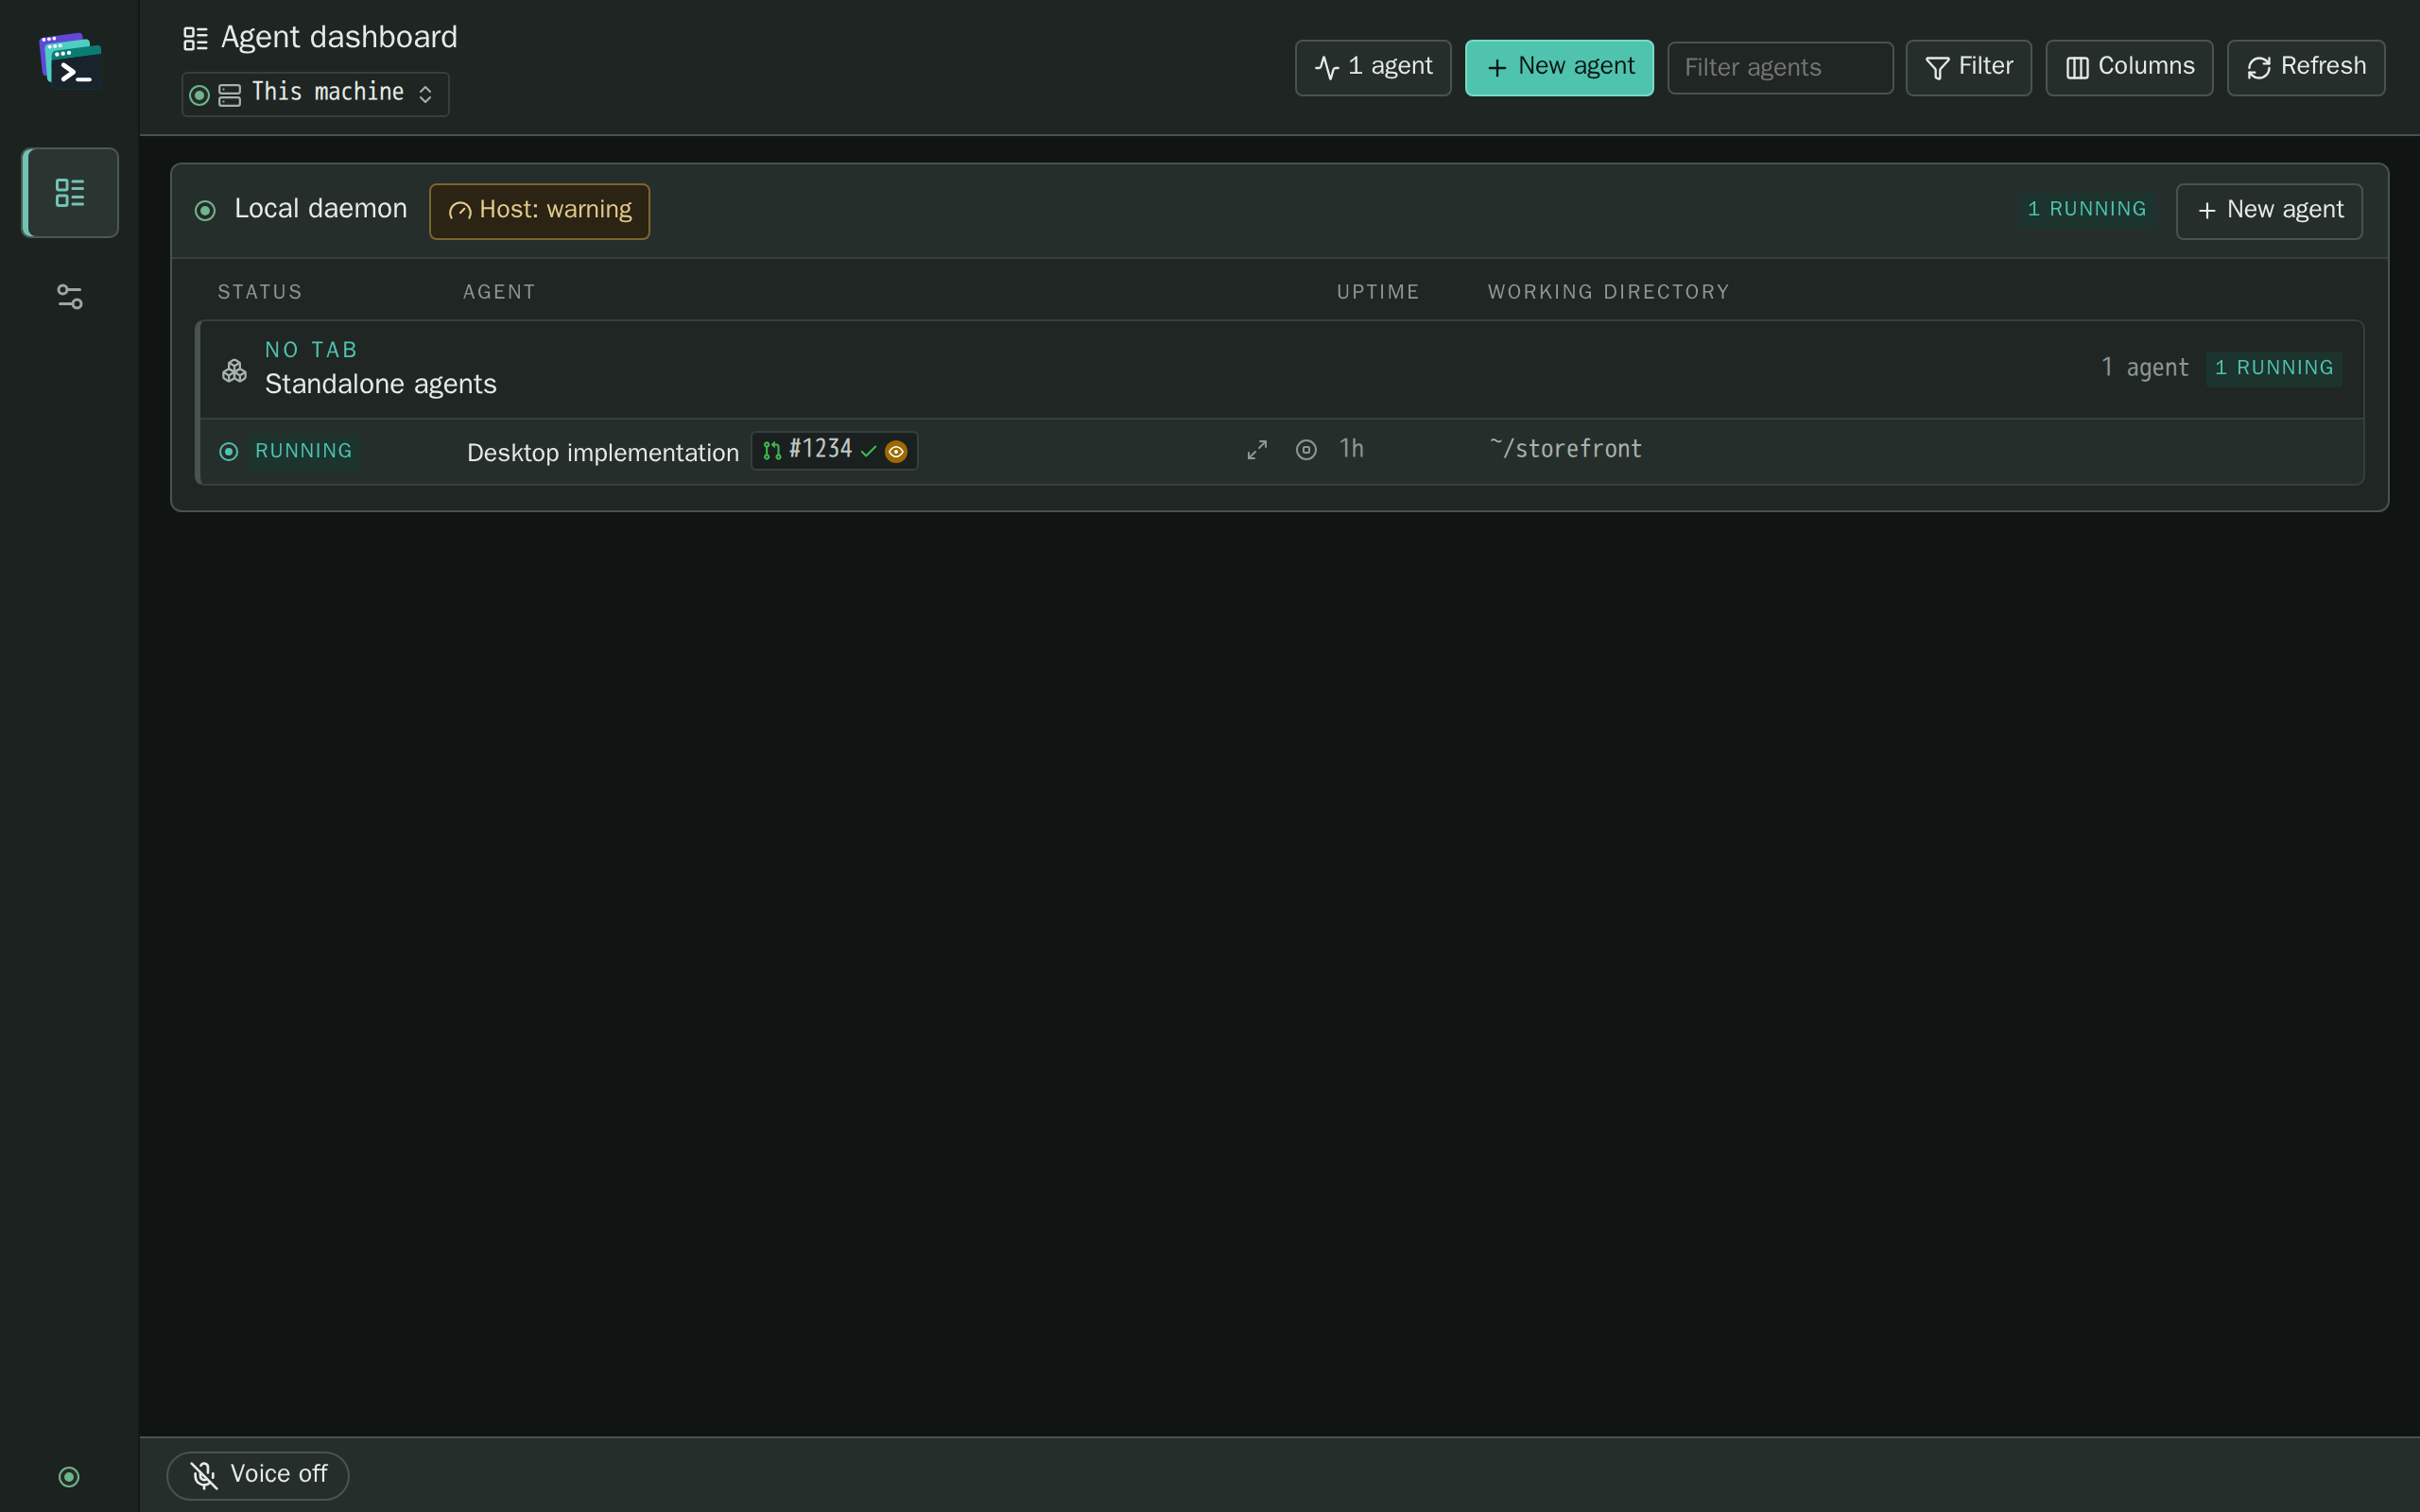 Agent dashboard
This machine
1 agent
New agent
Filter agents
Filter
Columns
Refresh
Local daemon
Host: warning
1 RUNNING
New agent
STATUS
AGENT
UPTIME
WORKING DIRECTORY
NO TAB
Standalone agents
1 agent
1 RUNNING
RUNNING
Desktop implementation
#1234
1h
~/storefront
Voice off